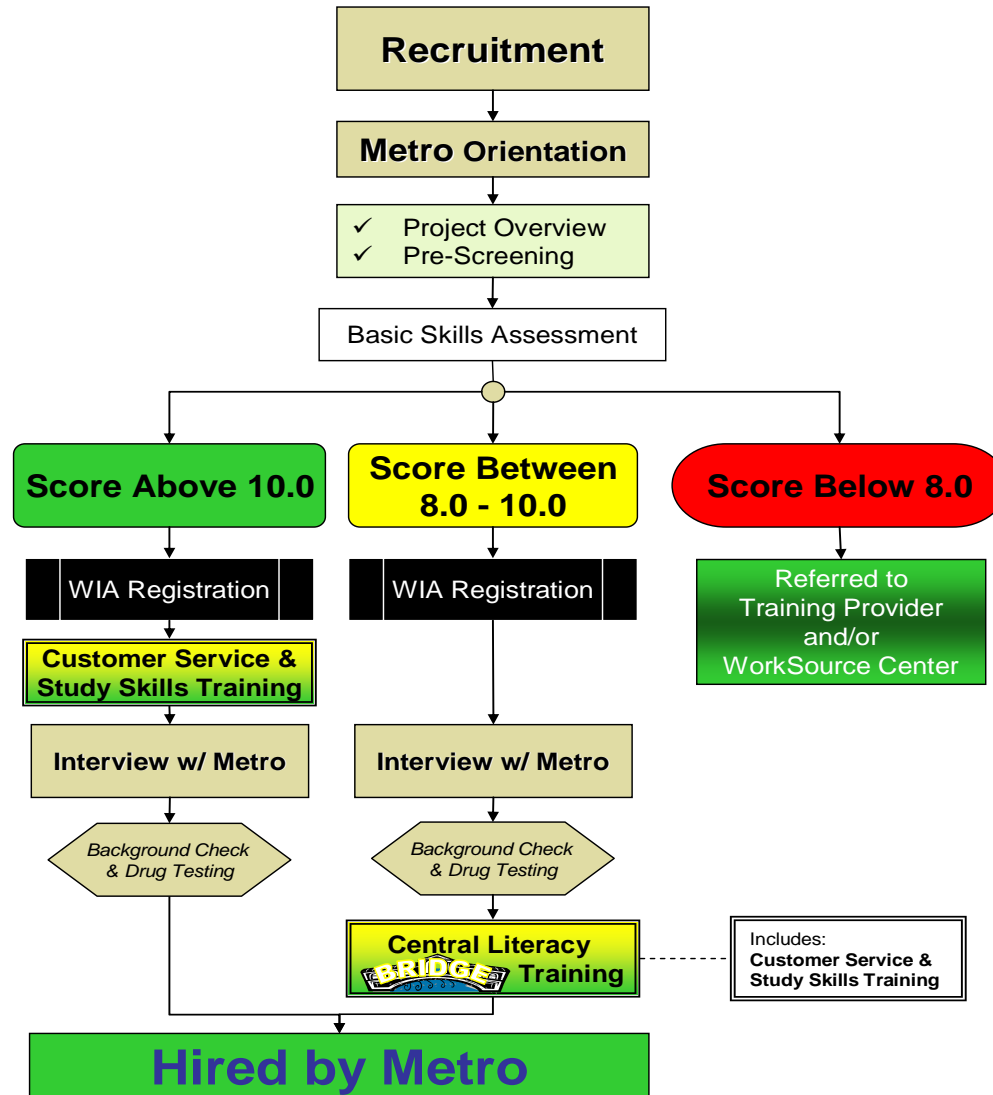 Recruitment
Metro Orientation
✓ Project Overview
✓ Pre-Screening
Basic Skills Assessment
Score Above 10.0
Score Between
8.0 - 10.0
Score Below 8.0
WIA Registration
WIA Registration
Referred to
Training Provider
and/or
WorkSource Center
Customer Service &
Study Skills Training
Interview w/ Metro
Interview w/ Metro
Background Check
& Drug Testing
Background Check
& Drug Testing
Central Literacy
BRIDGE Training
Includes:
Customer Service &
Study Skills Training
Hired by Metro